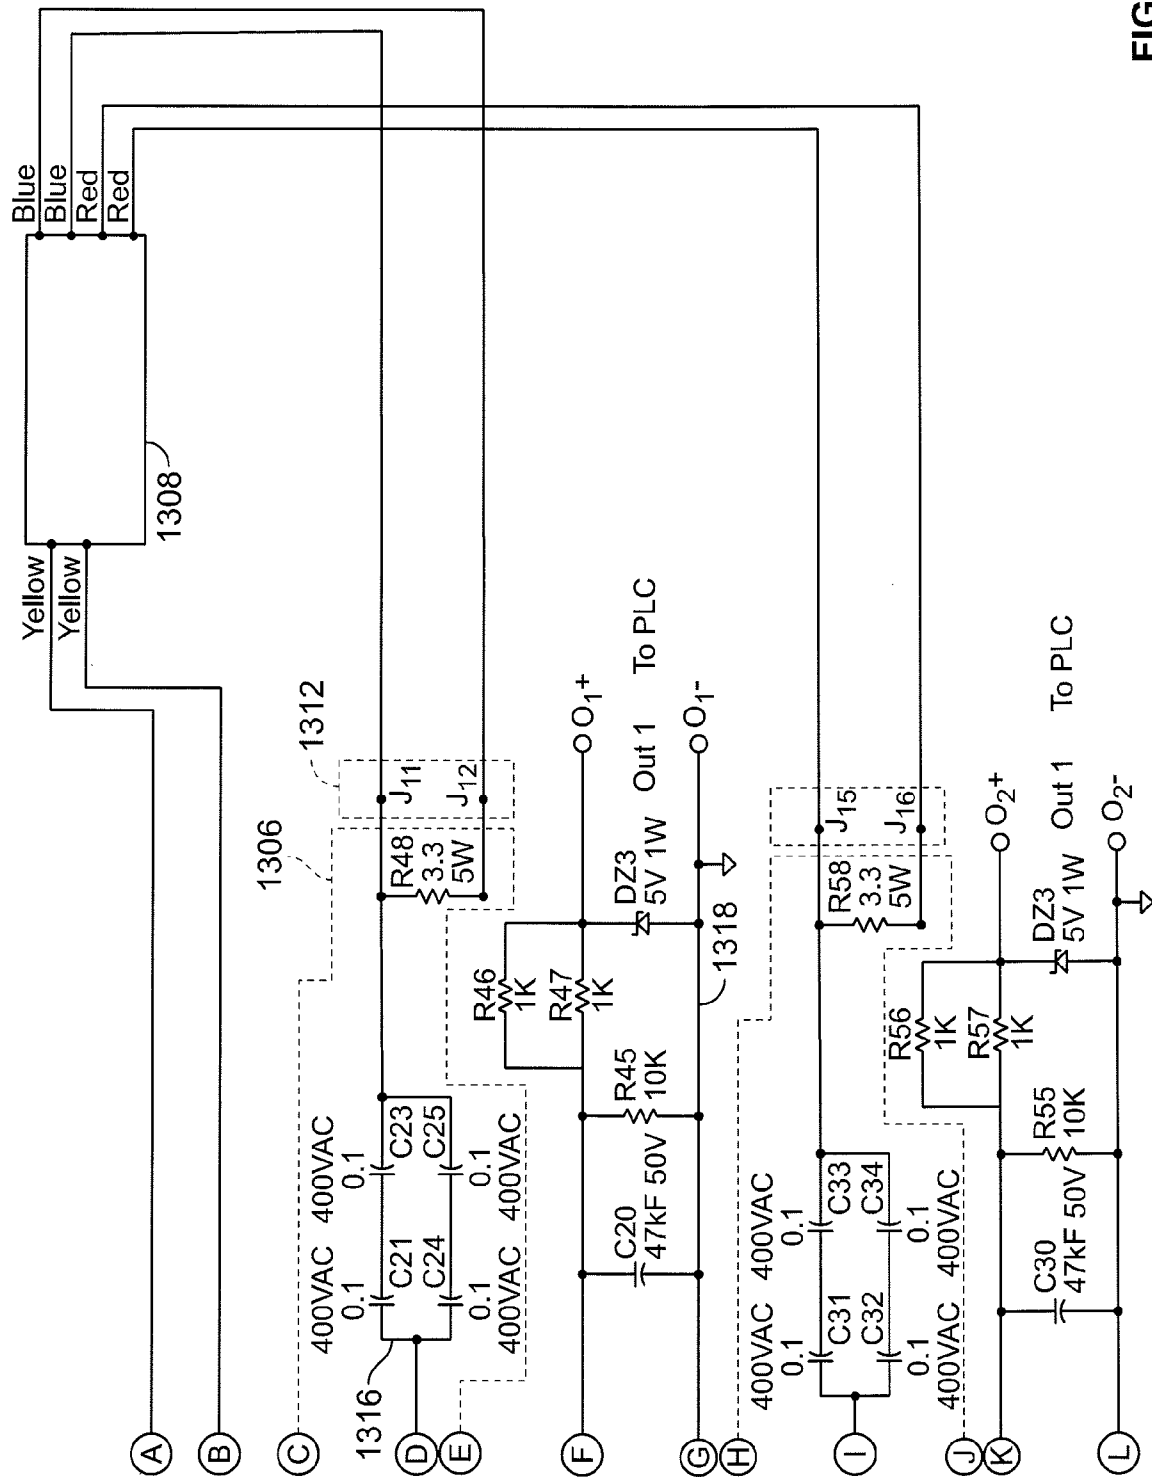 FIG
Blue
Blue
Red
Red
Yellow
Yellow
1308
A
B
1312
1306
C
400VAC
0.1
400VAC
0.1
C21
C23
1316
D
C24
C25
0.1
400VAC
0.1
400VAC
E
R48
3.3
5W
J11
J12
R46
1K
R47
1K
F
O1+
C20
47kF 50V
R45
10K
DZ3
5V 1W
Out 1
To PLC
G
O1-
1318
H
400VAC
0.1
400VAC
0.1
C31
C33
I
C32
C34
0.1
400VAC
0.1
400VAC
J
R58
3.3
5W
J15
J16
R56
1K
R57
1K
K
O2+
C30
47kF 50V
R55
10K
DZ3
5V 1W
Out 1
To PLC
L
O2-